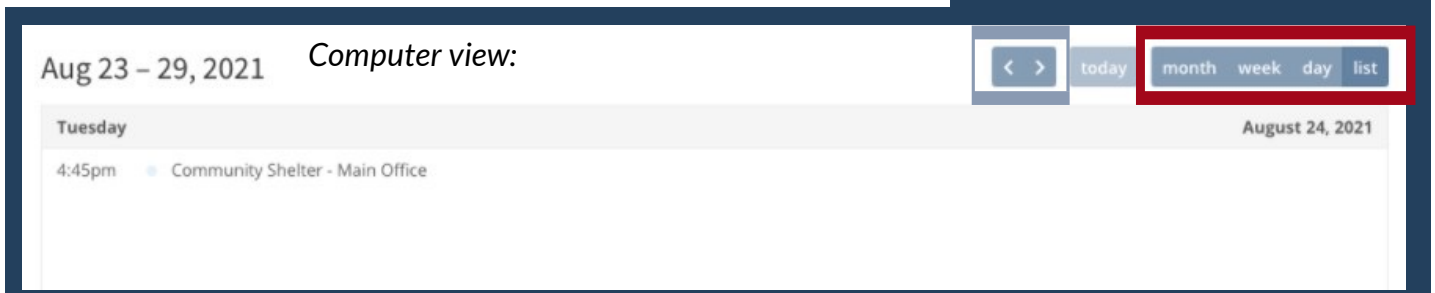 Aug 23 – 29, 2021 Computer view: < > today month week day list
Tuesday August 24, 2021
4:45pm Community Shelter - Main Office